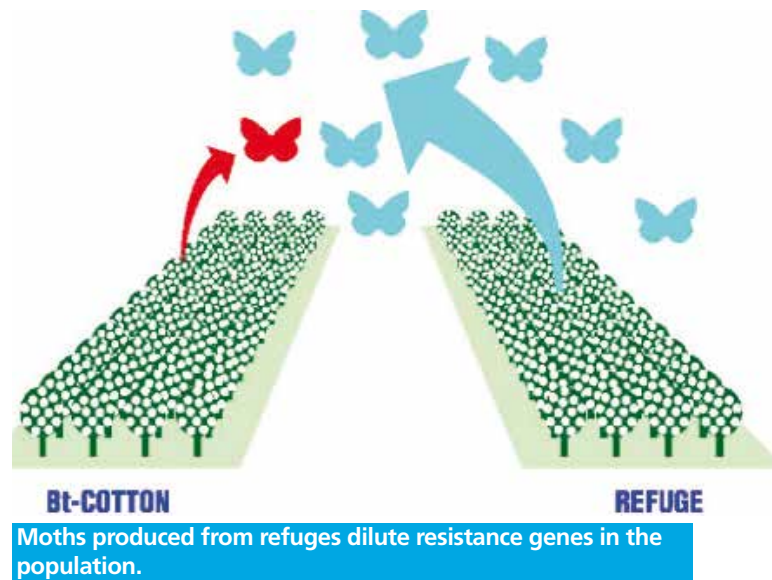 Bt-COTTON
REFUGE
Moths produced from refuges dilute resistance genes in the
population.